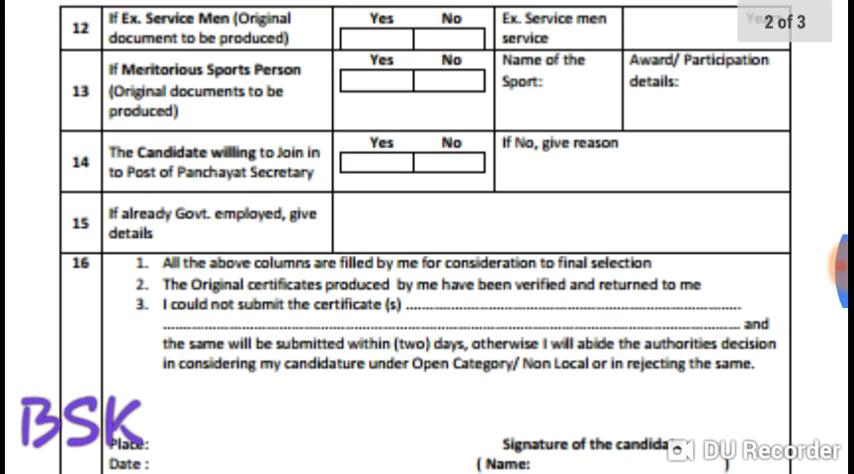 2 of 3
12 If Ex. Service Men (Original Yes No Ex. Service men
document to be produced) service
13 If Meritorious Sports Person Yes No Name of the Award/ Participation
(Original documents to be Sport: details:
produced)
14 The Candidate willing to Join in Yes No If No, give reason
to Post of Panchayat Secretary
15 If already Govt. employed, give
details
16 1. All the above columns are filled by me for consideration to final selection
2. The Original certificates produced by me have been verified and returned to me
3. I could not submit the certificate (s)
and
the same will be submitted within (two) days, otherwise I will abide the authorities decision
in considering my candidature under Open Category/ Non Local or in rejecting the same.
BSK
Place: Signature of the
Date : ( Name: )
DU Recorder